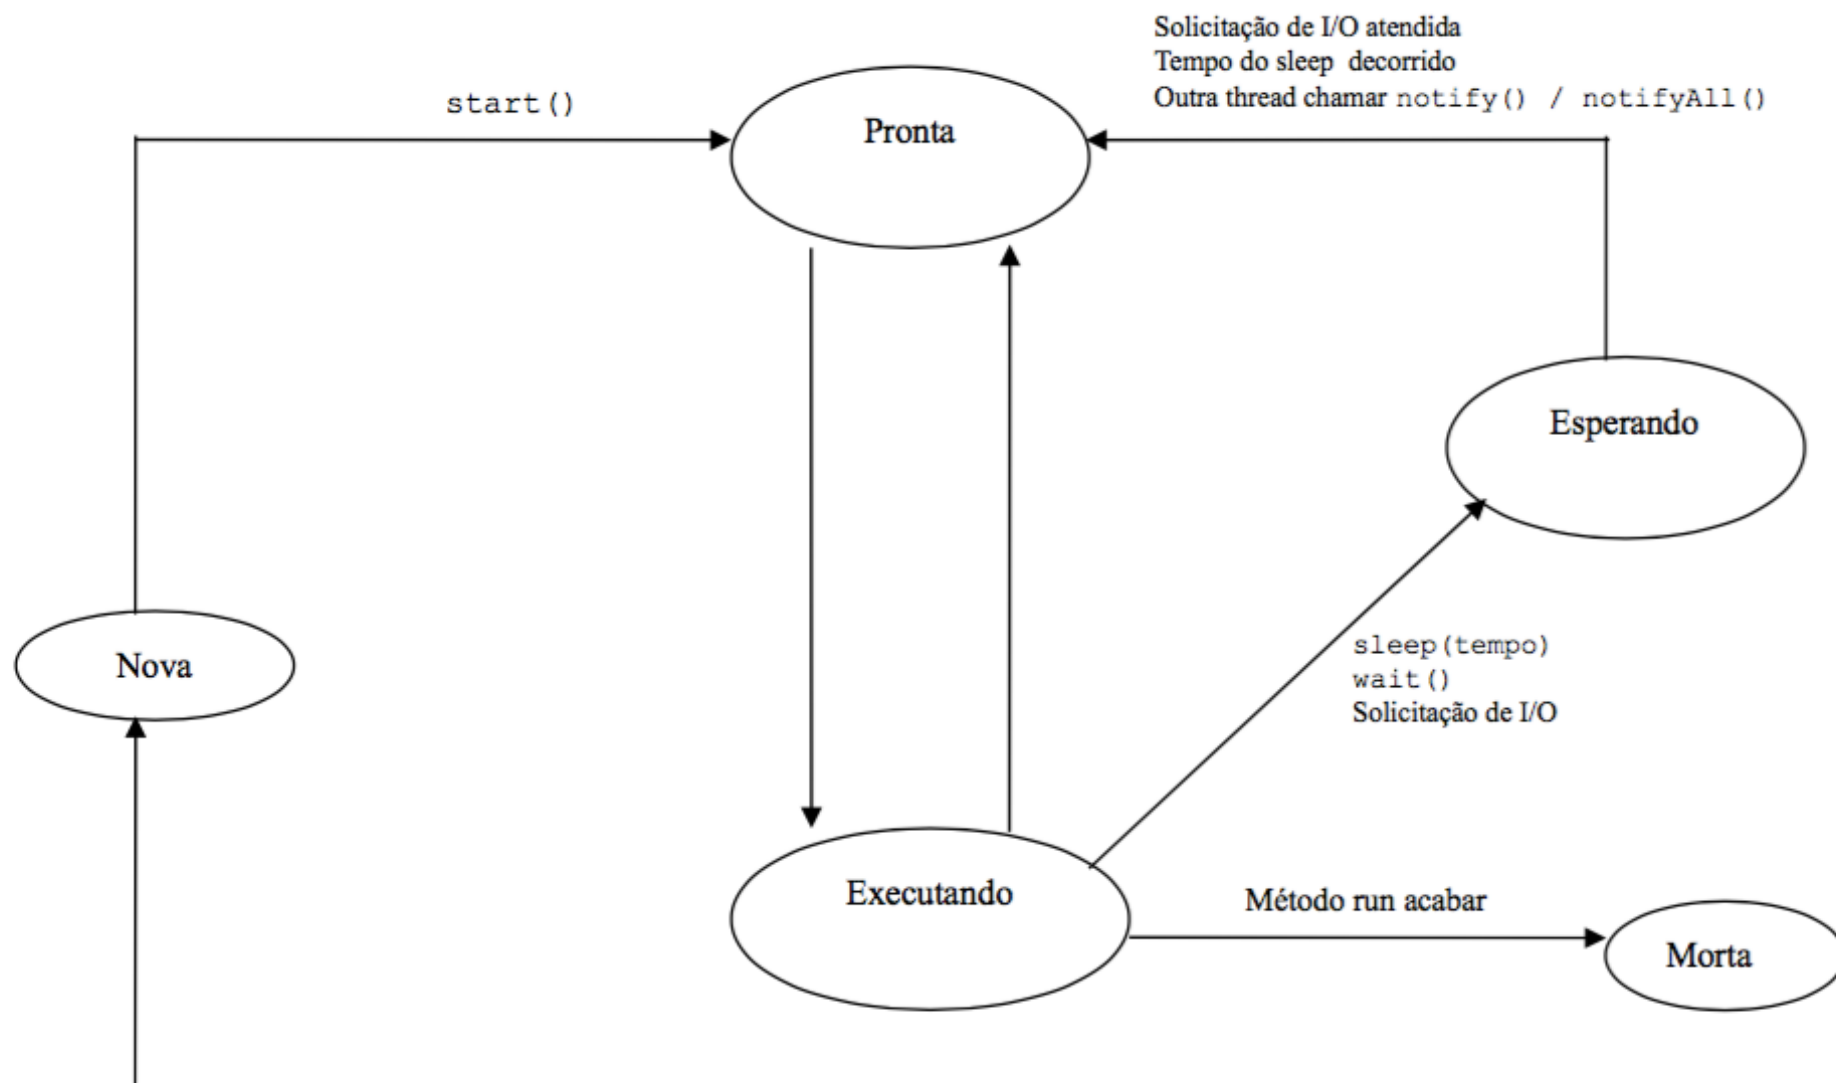 Solicitação de I/O atendida
Tempo do sleep decorrido
Outra thread chamar notify() / notifyAll()
start()
Pronta
Esperando
sleep(tempo)
wait()
Solicitação de I/O
Nova
Executando
Método run acabar
Morta